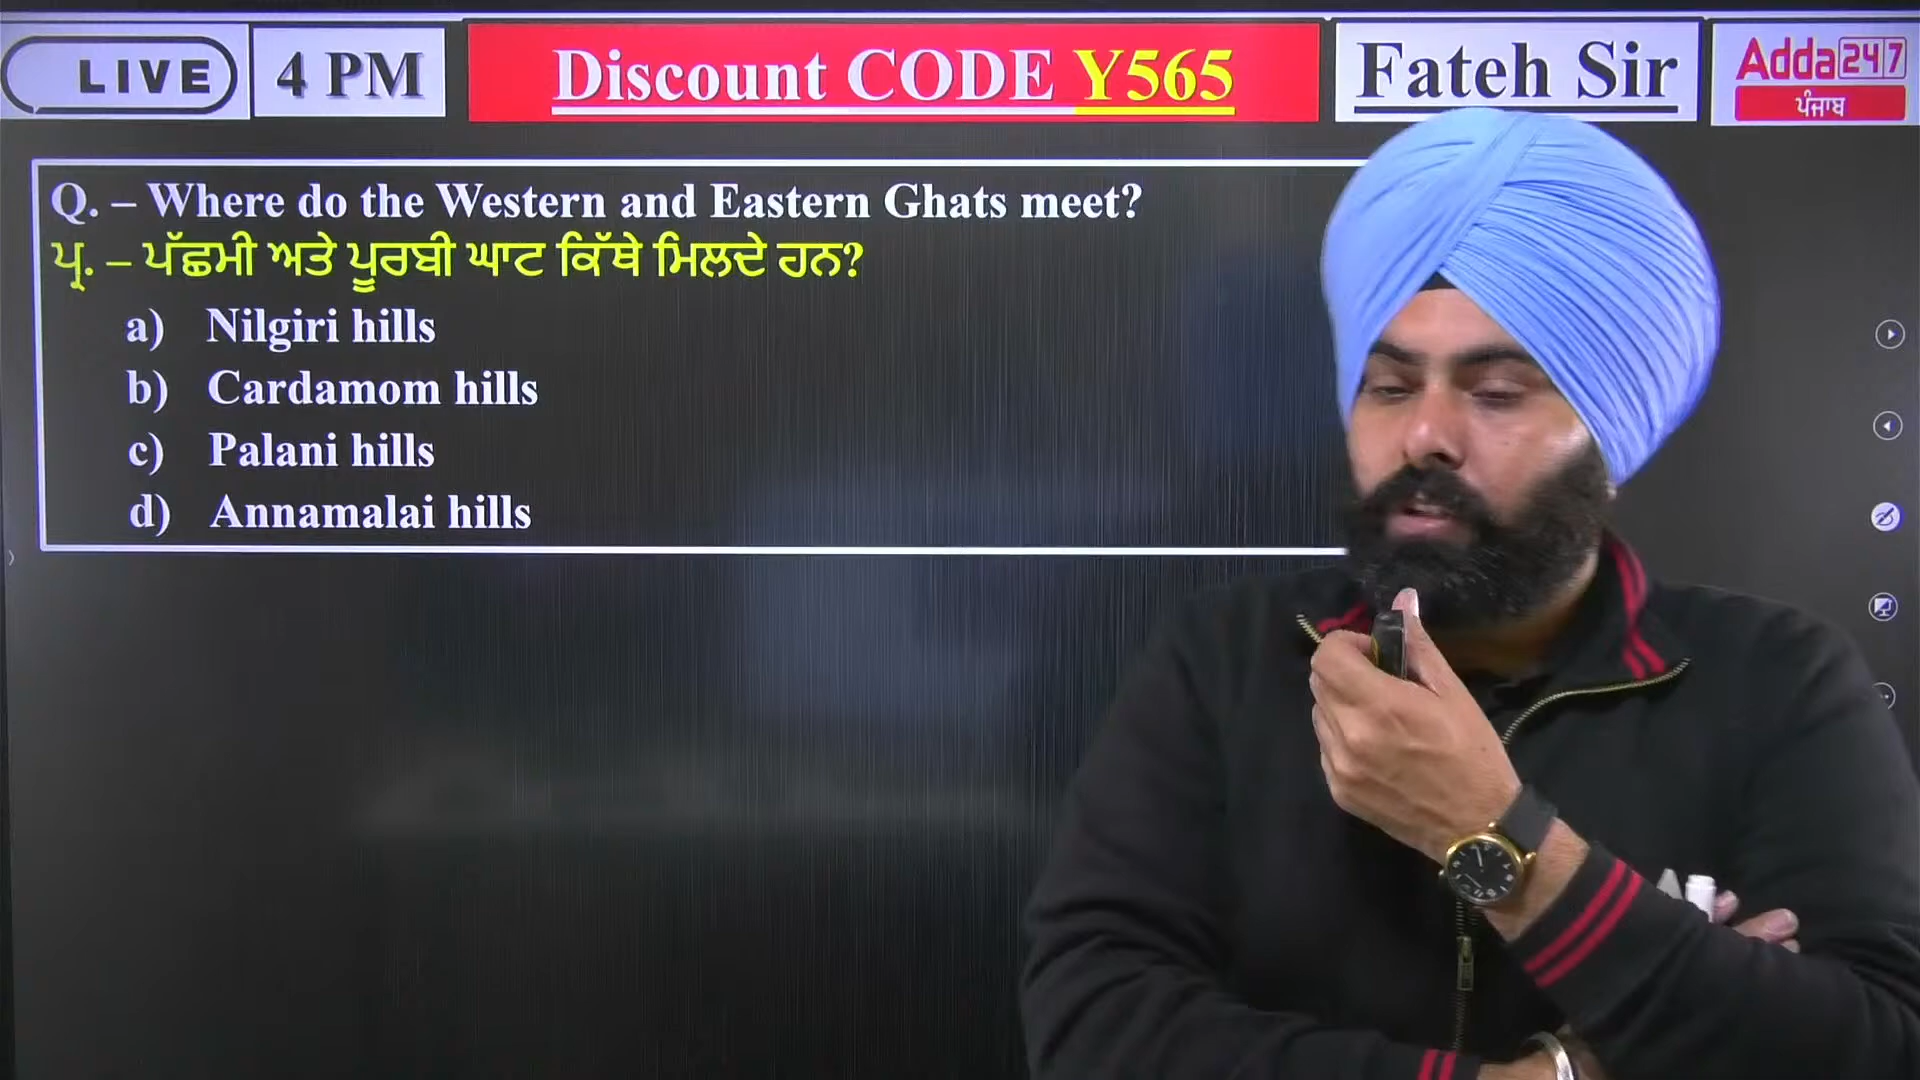 LIVE
4 PM
Discount CODE Y565
Fateh Sir
Adda247
ਪੰਜਾਬ
Q. – Where do the Western and Eastern Ghats meet?
ਪ੍ਰ. – ਪੱਛਮੀ ਅਤੇ ਪੂਰਬੀ ਘਾਟ ਕਿੱਥੇ ਮਿਲਦੇ ਹਨ?
a) Nilgiri hills
b) Cardamom hills
c) Palani hills
d) Annamalai hills